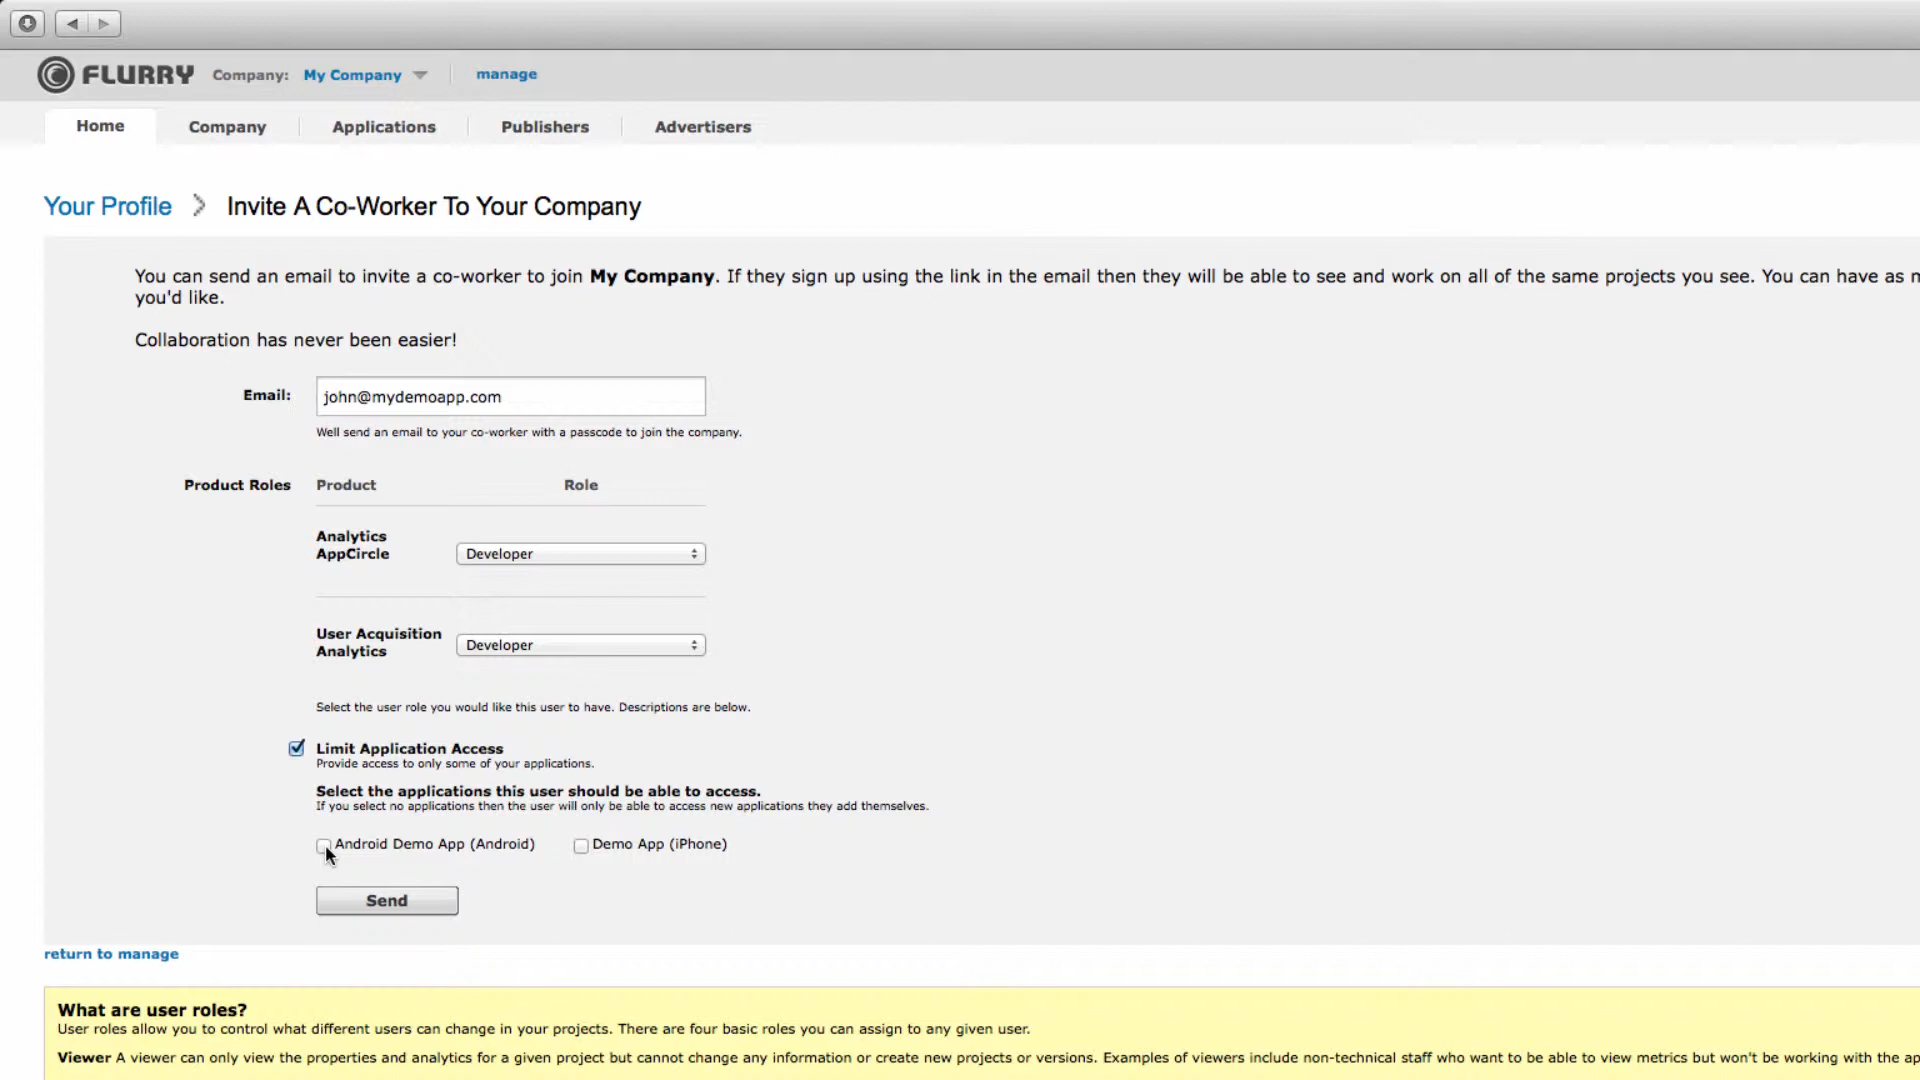 FLURRY Company: My Company manage
Home Company Applications Publishers Advertisers
Your Profile Invite A Co-Worker To Your Company
You can send an email to invite a co-worker to join My Company. If they sign up using the link in the email then they will be able to see and work on all of the same projects you see. You can have as
you'd like.
Collaboration has never been easier!
Email: john@mydemoapp.com
Well send an email to your co-worker with a passcode to join the company.
Product Roles Product Role
Analytics
AppCircle Developer
User Acquisition
Analytics Developer
Select the user role you would like this user to have. Descriptions are below.
Limit Application Access
Provide access to only some of your applications.
Select the applications this user should be able to access.
If you select no applications then the user will only be able to access new applications they add themselves.
Android Demo App (Android) Demo App (iPhone)
Send
return to manage
What are user roles?
User roles allow you to control what different users can change in your projects. There are four basic roles you can assign to any given user.
Viewer A viewer can only view the properties and analytics for a given project but cannot change any information or create new projects or versions. Examples of viewers include non-technical staff who want to be able to view metrics but won't be working with the ap